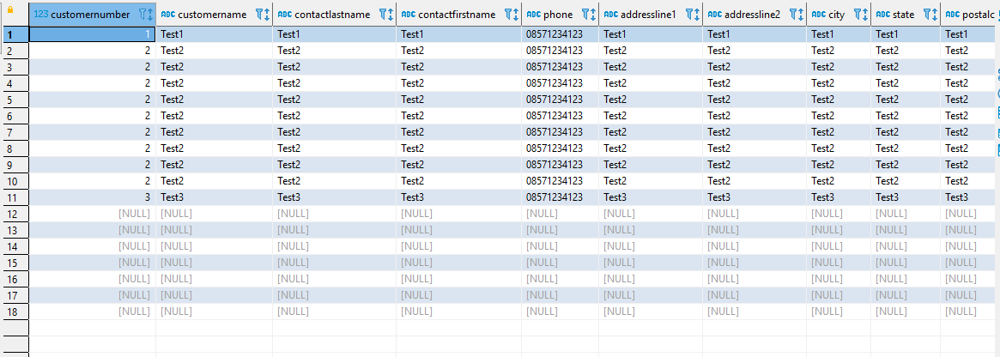 123 customernumber ABC customername ABC contactlastname ABC contactfirstname ABC phone ABC addressline1 ABC addressline2 ABC city ABC state ABC postalc
1 1 Test1 Test1 Test1 08571234123 Test1 Test1 Test1 Test1 Test1
2 2 Test2 Test2 Test2 08571234123 Test2 Test2 Test2 Test2 Test2
3 2 Test2 Test2 Test2 08571234123 Test2 Test2 Test2 Test2 Test2
4 2 Test2 Test2 Test2 08571234123 Test2 Test2 Test2 Test2 Test2
5 2 Test2 Test2 Test2 08571234123 Test2 Test2 Test2 Test2 Test2
6 2 Test2 Test2 Test2 08571234123 Test2 Test2 Test2 Test2 Test2
7 2 Test2 Test2 Test2 08571234123 Test2 Test2 Test2 Test2 Test2
8 2 Test2 Test2 Test2 08571234123 Test2 Test2 Test2 Test2 Test2
9 2 Test2 Test2 Test2 08571234123 Test2 Test2 Test2 Test2 Test2
10 2 Test2 Test2 Test2 08571234123 Test2 Test2 Test2 Test2 Test2
11 3 Test3 Test3 Test3 08571234123 Test3 Test3 Test3 Test3 Test3
12 [NULL] [NULL] [NULL] [NULL] [NULL] [NULL] [NULL] [NULL] [NULL] [NULL]
13 [NULL] [NULL] [NULL] [NULL] [NULL] [NULL] [NULL] [NULL] [NULL] [NULL]
14 [NULL] [NULL] [NULL] [NULL] [NULL] [NULL] [NULL] [NULL] [NULL] [NULL]
15 [NULL] [NULL] [NULL] [NULL] [NULL] [NULL] [NULL] [NULL] [NULL] [NULL]
16 [NULL] [NULL] [NULL] [NULL] [NULL] [NULL] [NULL] [NULL] [NULL] [NULL]
17 [NULL] [NULL] [NULL] [NULL] [NULL] [NULL] [NULL] [NULL] [NULL] [NULL]
18 [NULL] [NULL] [NULL] [NULL] [NULL] [NULL] [NULL] [NULL] [NULL] [NULL]